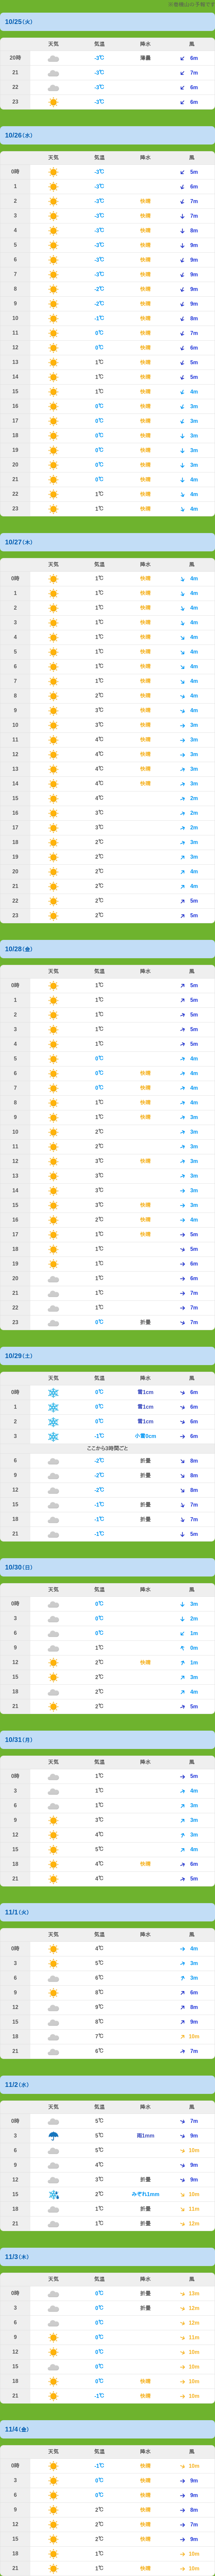 10/25(火)
天気 気温 降水 風
20時 -3℃ 薄曇 6m
21 -3℃ 7m
22 -3℃ 6m
23 -3℃ 6m
10/26(水)
天気 気温 降水 風
0時 -3℃ 5m
1 -3℃ 6m
2 -3℃ 快晴 7m
3 -3℃ 快晴 7m
4 -3℃ 快晴 8m
5 -3℃ 快晴 9m
6 -3℃ 快晴 9m
7 -3℃ 快晴 9m
8 -2℃ 快晴 9m
9 -2℃ 快晴 9m
10 -1℃ 快晴 8m
11 0℃ 快晴 7m
12 0℃ 快晴 6m
13 1℃ 快晴 5m
14 1℃ 快晴 5m
15 1℃ 快晴 4m
16 0℃ 快晴 3m
17 0℃ 快晴 3m
18 0℃ 快晴 3m
19 0℃ 快晴 3m
20 0℃ 快晴 3m
21 0℃ 快晴 4m
22 1℃ 快晴 4m
23 1℃ 快晴 4m
10/27(木)
天気 気温 降水 風
0時 1℃ 快晴 4m
1 1℃ 快晴 4m
2 1℃ 快晴 4m
3 1℃ 快晴 4m
4 1℃ 快晴 4m
5 1℃ 快晴 4m
6 1℃ 快晴 4m
7 1℃ 快晴 4m
8 2℃ 快晴 4m
9 3℃ 快晴 4m
10 3℃ 快晴 3m
11 4℃ 快晴 3m
12 4℃ 快晴 3m
13 4℃ 快晴 4m
14 4℃ 快晴 3m
15 4℃ 2m
16 3℃ 2m
17 3℃ 2m
18 2℃ 3m
19 2℃ 3m
20 2℃ 4m
21 2℃ 4m
22 2℃ 5m
23 2℃ 5m
10/28(金)
天気 気温 降水 風
0時 1℃ 5m
1 1℃ 5m
2 1℃ 5m
3 1℃ 5m
4 1℃ 5m
5 0℃ 4m
6 0℃ 快晴 4m
7 0℃ 快晴 4m
8 1℃ 快晴 4m
9 1℃ 快晴 3m
10 2℃ 3m
11 2℃ 3m
12 3℃ 快晴 3m
13 3℃ 3m
14 3℃ 3m
15 3℃ 快晴 3m
16 2℃ 快晴 4m
17 1℃ 快晴 5m
18 1℃ 5m
19 1℃ 6m
20 1℃ 6m
21 1℃ 7m
22 1℃ 7m
23 0℃ 折曇 7m
10/29(土)
天気 気温 降水 風
0時 0℃ 雪1cm 6m
1 0℃ 雪1cm 6m
2 0℃ 雪1cm 6m
3 -1℃ 小雪0cm 6m
ここから3時間ごと
6 -2℃ 折曇 8m
9 -2℃ 折曇 8m
12 -2℃ 9m
15 -1℃ 折曇 7m
18 -1℃ 折曇 7m
21 -1℃ 5m
10/30(日)
天気 気温 降水 風
0時 0℃ 3m
3 0℃ 2m
6 0℃ 1m
9 1℃ 0m
12 2℃ 快晴 1m
15 2℃ 3m
18 2℃ 4m
21 2℃ 5m
10/31(月)
天気 気温 降水 風
0時 1℃ 5m
3 1℃ 4m
6 1℃ 3m
9 3℃ 3m
12 4℃ 3m
15 5℃ 4m
18 4℃ 快晴 6m
21 4℃ 5m
11/1(火)
天気 気温 降水 風
0時 4℃ 4m
3 5℃ 3m
6 6℃ 3m
9 8℃ 6m
12 9℃ 8m
15 8℃ 9m
18 7℃ 10m
21 6℃ 7m
11/2(水)
天気 気温 降水 風
0時 5℃ 7m
3 5℃ 雨1mm 9m
6 5℃ 10m
9 4℃ 9m
12 3℃ 折曇 9m
15 2℃ みぞれ1mm 10m
18 1℃ 折曇 11m
21 1℃ 折曇 12m
11/3(木)
天気 気温 降水 風
0時 0℃ 折曇 13m
3 0℃ 折曇 12m
6 0℃ 12m
9 0℃ 11m
12 0℃ 10m
15 0℃ 10m
18 0℃ 快晴 10m
21 -1℃ 快晴 10m
11/4(金)
天気 気温 降水 風
0時 -1℃ 快晴 10m
3 0℃ 快晴 9m
6 0℃ 快晴 9m
9 2℃ 快晴 8m
12 2℃ 快晴 7m
15 2℃ 快晴 9m
18 1℃ 10m
21 1℃ 快晴 10m